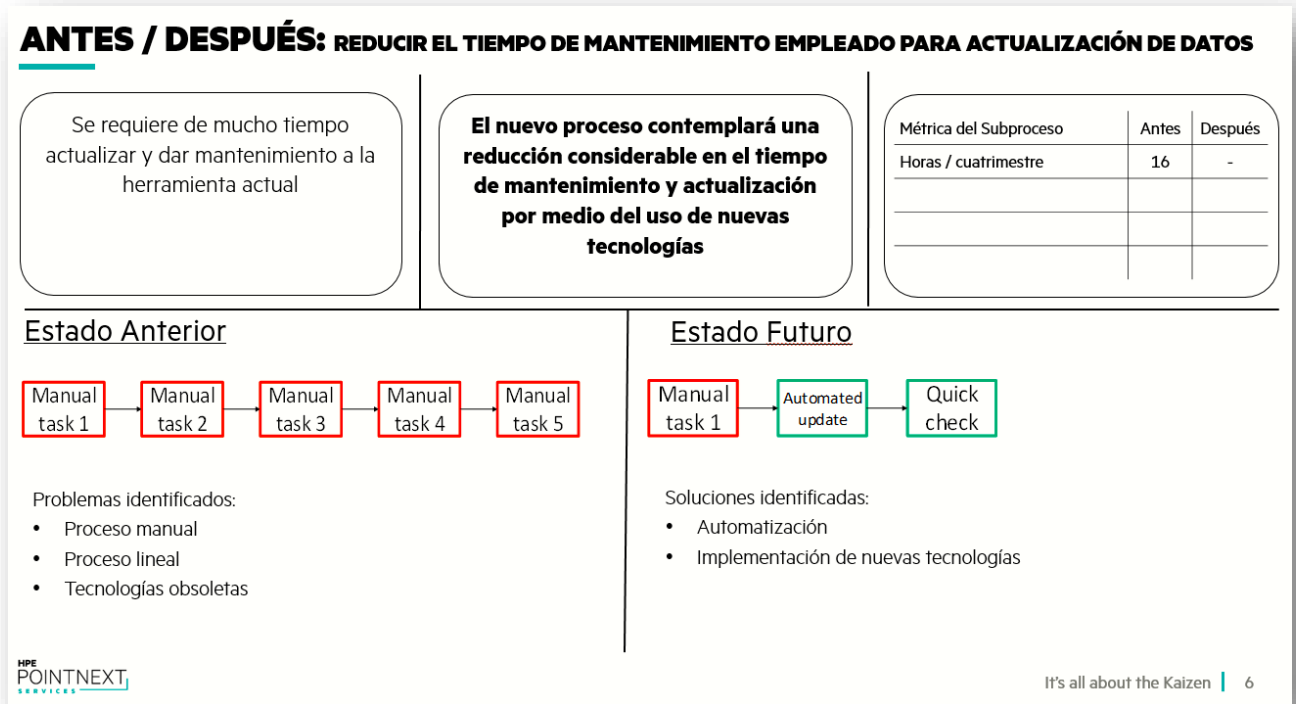 ANTES / DESPUÉS: REDUCIR EL TIEMPO DE MANTENIMIENTO EMPLEADO PARA ACTUALIZACIÓN DE DATOS
Se requiere de mucho tiempo
actualizar y dar mantenimiento a la
herramienta actual
El nuevo proceso contemplará una
reducción considerable en el tiempo
de mantenimiento y actualización
por medio del uso de nuevas
tecnologías
Métrica del Subproceso Antes Después
Horas / cuatrimestre 16 -
Estado Anterior
Manual
task 1
Manual
task 2
Manual
task 3
Manual
task 4
Manual
task 5
Problemas identificados:
• Proceso manual
• Proceso lineal
• Tecnologías obsoletas
Estado Futuro
Manual
task 1
Automated
update
Quick
check
Soluciones identificadas:
• Automatización
• Implementación de nuevas tecnologías
HPE
POINTNEXT
SERVICES
It's all about the Kaizen 6